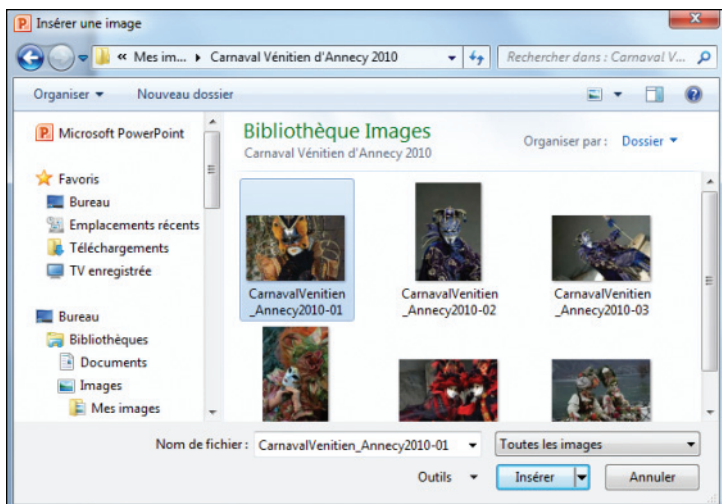 Insérer une image
« Mes im... ▸ Carnaval Vénitien d'Annecy 2010
Rechercher dans : Carnaval V...
Organiser
Nouveau dossier
Microsoft PowerPoint
Favoris
Bureau
Emplacements récents
Téléchargements
TV enregistrée
Bureau
Bibliothèques
Documents
Images
Mes images
Bibliothèque Images
Carnaval Vénitien d'Annecy 2010
Organiser par : Dossier
CarnavalVenitien
_Annecy2010-01
CarnavalVenitien
_Annecy2010-02
CarnavalVenitien
_Annecy2010-03
Nom de fichier : CarnavalVenitien_Annecy2010-01
Toutes les images
Outils
Insérer
Annuler